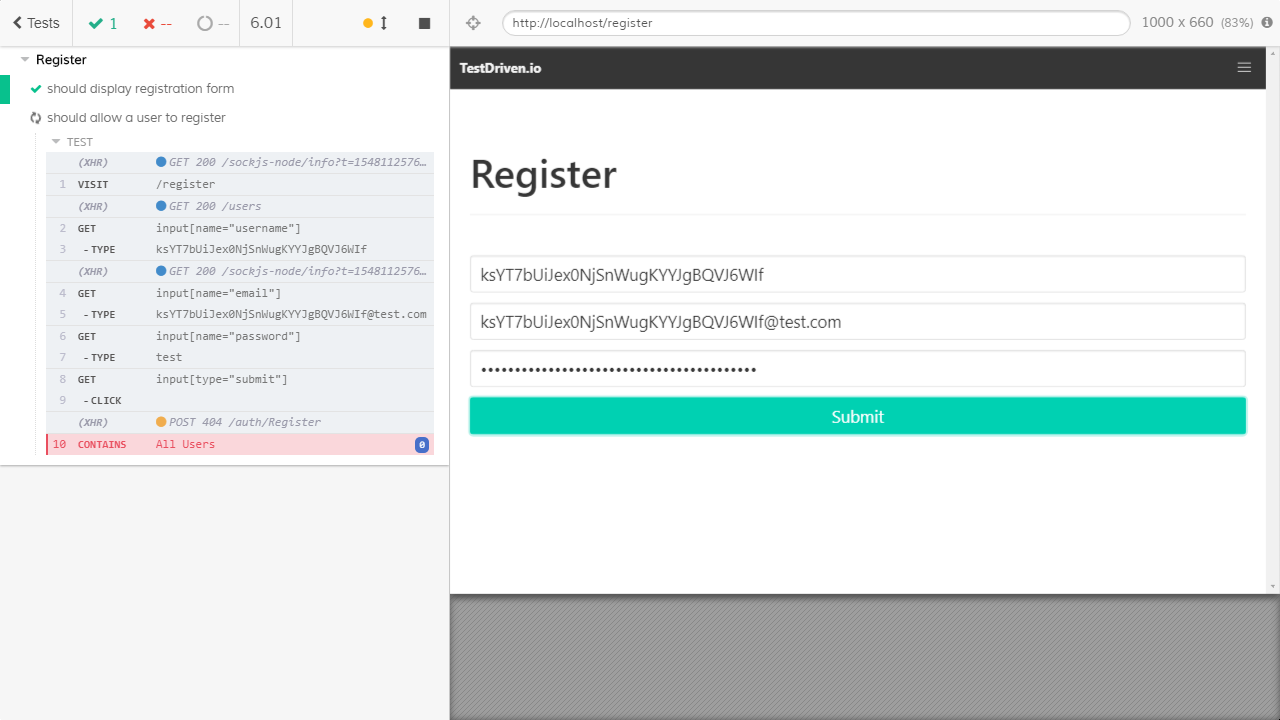 Tests
1
--
--
6.01
http://localhost/register
1000 x 660 (83%)
Register
should display registration form
should allow a user to register
TEST
(XHR) GET 200 /sockjs-node/info?t=1548112576…
1 VISIT /register
(XHR) GET 200 /users
2 GET input[name="username"]
3 - TYPE ksYT7bUiJex0NjSnWugKYYJgBQVJ6WIf
(XHR) GET 200 /sockjs-node/info?t=1548112576…
4 GET input[name="email"]
5 - TYPE ksYT7bUiJex0NjSnWugKYYJgBQVJ6WIf@test.com
6 GET input[name="password"]
7 - TYPE test
8 GET input[type="submit"]
9 - CLICK
(XHR) POST 404 /auth/Register
10 CONTAINS All Users 0
TestDriven.io
Register
ksYT7bUiJex0NjSnWugKYYJgBQVJ6WIf
ksYT7bUiJex0NjSnWugKYYJgBQVJ6WIf@test.com
Submit